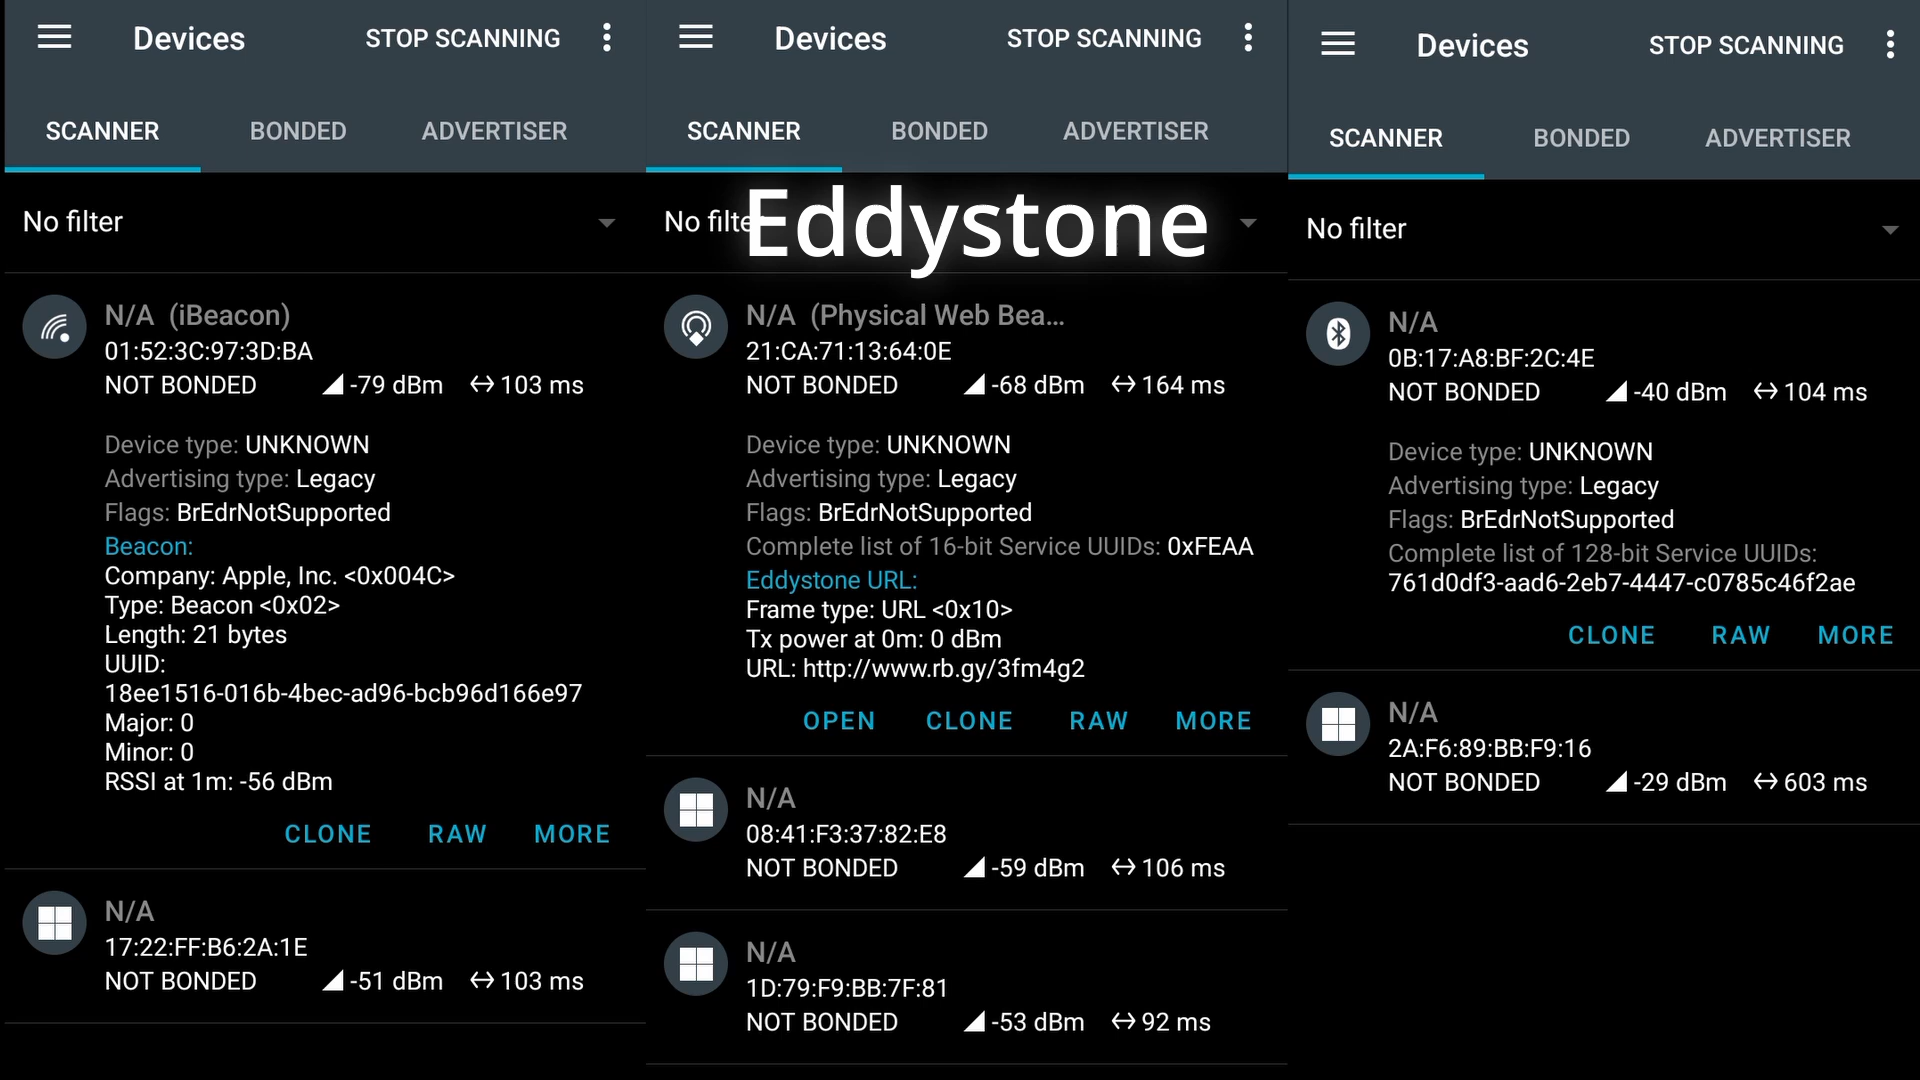 Devices STOP SCANNING
SCANNER BONDED ADVERTISER
No filter
N/A (iBeacon)
01:52:3C:97:3D:BA
NOT BONDED -79 dBm 103 ms
Device type: UNKNOWN
Advertising type: Legacy
Flags: BrEdrNotSupported
Beacon:
Company: Apple, Inc. <0x004C>
Type: Beacon <0x02>
Length: 21 bytes
UUID:
18ee1516-016b-4bec-ad96-bcb96d166e97
Major: 0
Minor: 0
RSSI at 1m: -56 dBm
CLONE RAW MORE
N/A
17:22:FF:B6:2A:1E
NOT BONDED -51 dBm 103 ms
Devices STOP SCANNING
SCANNER BONDED ADVERTISER
No filte
Eddystone
N/A (Physical Web Bea...
21:CA:71:13:64:0E
NOT BONDED -68 dBm 164 ms
Device type: UNKNOWN
Advertising type: Legacy
Flags: BrEdrNotSupported
Complete list of 16-bit Service UUIDs: 0xFEAA
Eddystone URL:
Frame type: URL <0x10>
Tx power at 0m: 0 dBm
URL: http://www.rb.gy/3fm4g2
OPEN CLONE RAW MORE
N/A
08:41:F3:37:82:E8
NOT BONDED -59 dBm 106 ms
N/A
1D:79:F9:BB:7F:81
NOT BONDED -53 dBm 92 ms
Devices STOP SCANNING
SCANNER BONDED ADVERTISER
No filter
N/A
0B:17:A8:BF:2C:4E
NOT BONDED -40 dBm 104 ms
Device type: UNKNOWN
Advertising type: Legacy
Flags: BrEdrNotSupported
Complete list of 128-bit Service UUIDs:
761d0df3-aad6-2eb7-4447-c0785c46f2ae
CLONE RAW MORE
N/A
2A:F6:89:BB:F9:16
NOT BONDED -29 dBm 603 ms